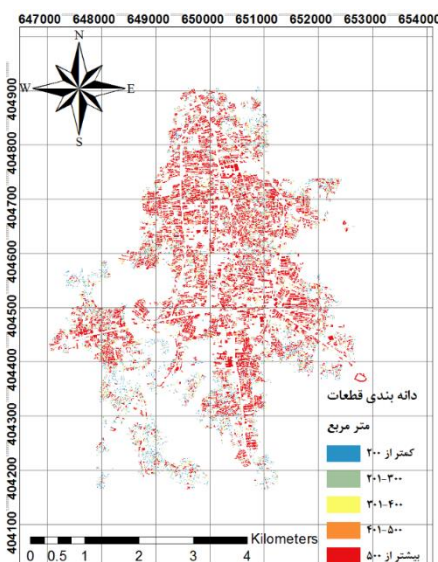 647000 648000 649000 650000 651000 652000 653000 654000
N
W E
S
404900
404800
404700
404600
404500
404400
404300
404200
404100
دانه بندی قطعات
متر مربع
کمتر از ۲۰۰
۲۰۱-۳۰۰
۳۰۱-۴۰۰
۴۰۱-۵۰۰
بیشتر از ۵۰۰
Kilometers
0 0.5 1 2 3 4